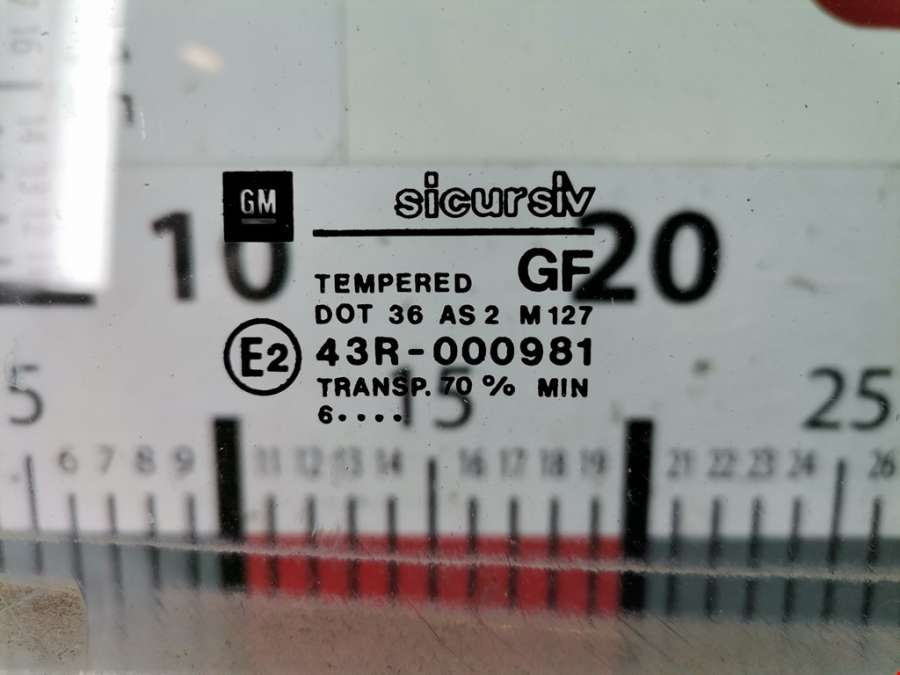 GM
sicursiv
10
20
TEMPERED GF
DOT 36 AS 2 M 127
E2
43R-000981
TRANSP. 70 % MIN
6....
5
15
25
6 7 8 9 11 12 13 14 16 17 18 19 21 22 23 24 26